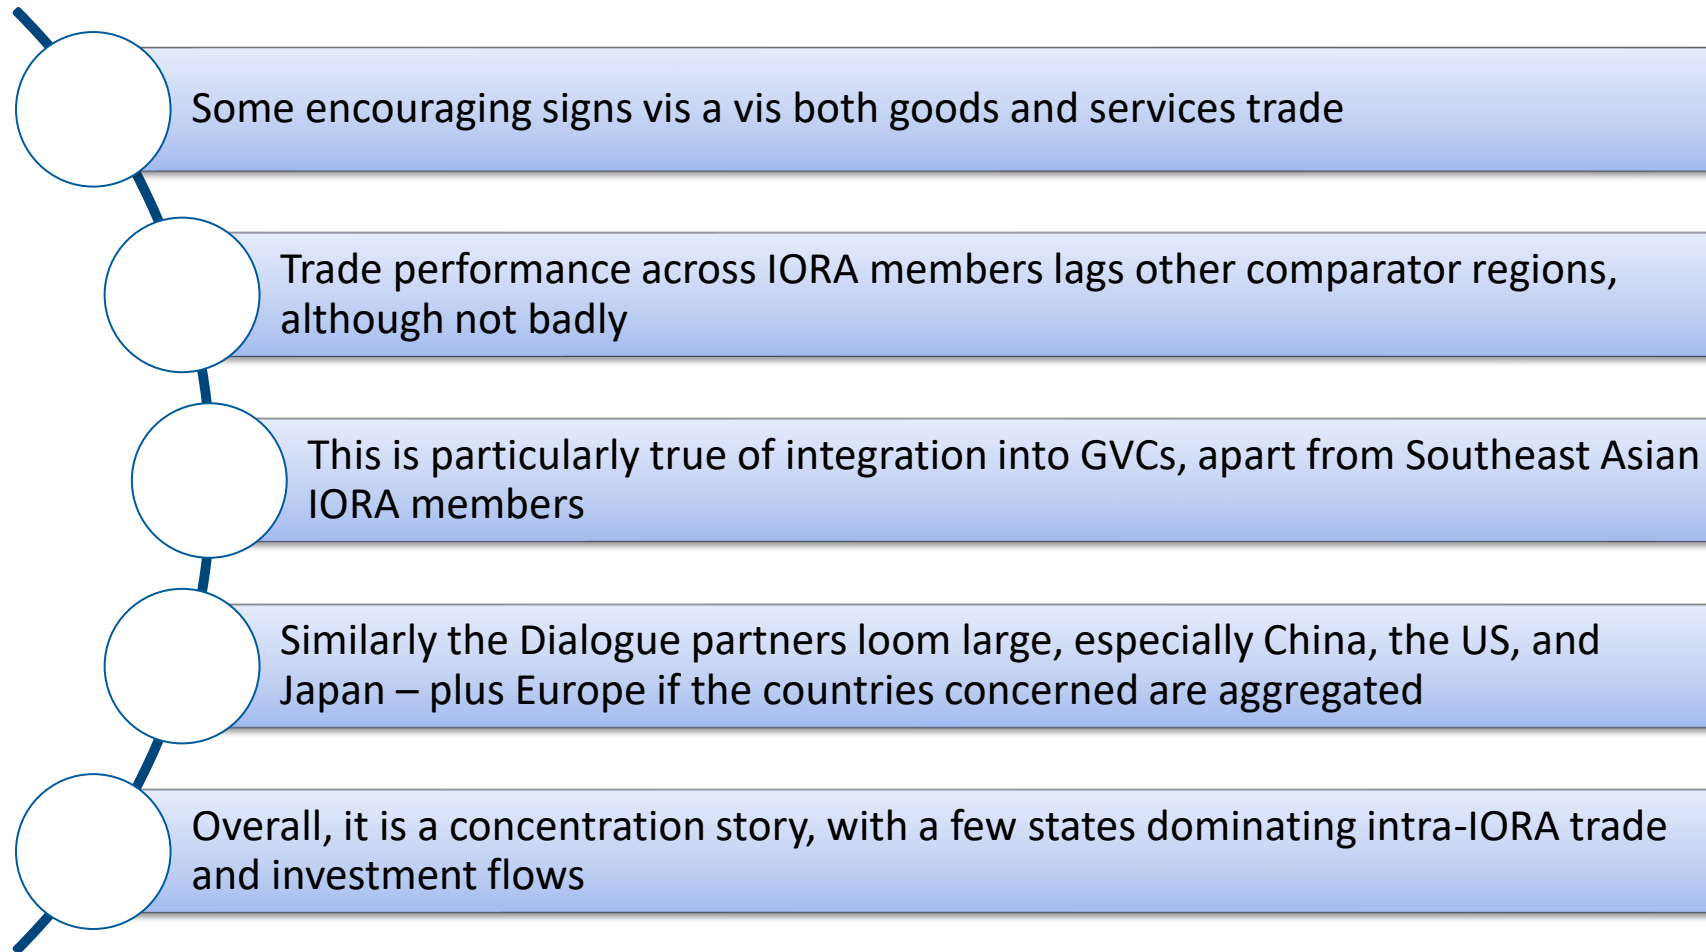 Some encouraging signs vis a vis both goods and services trade
Trade performance across IORA members lags other comparator regions,
although not badly
This is particularly true of integration into GVCs, apart from Southeast Asian
IORA members
Similarly the Dialogue partners loom large, especially China, the US, and
Japan – plus Europe if the countries concerned are aggregated
Overall, it is a concentration story, with a few states dominating intra-IORA trade
and investment flows